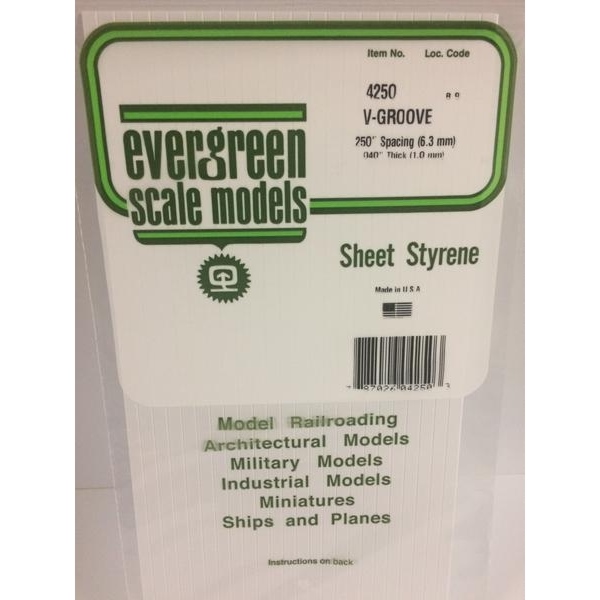 Item No. Loc. Code
4250
V-GROOVE
250" Spacing (6.3 mm)
040" Thick (1.0 mm)
evergreen
scale models
Sheet Styrene
Made in U S A
Model Railroading
Architectural Models
Military Models
Industrial Models
Miniatures
Ships and Planes
Instructions on back